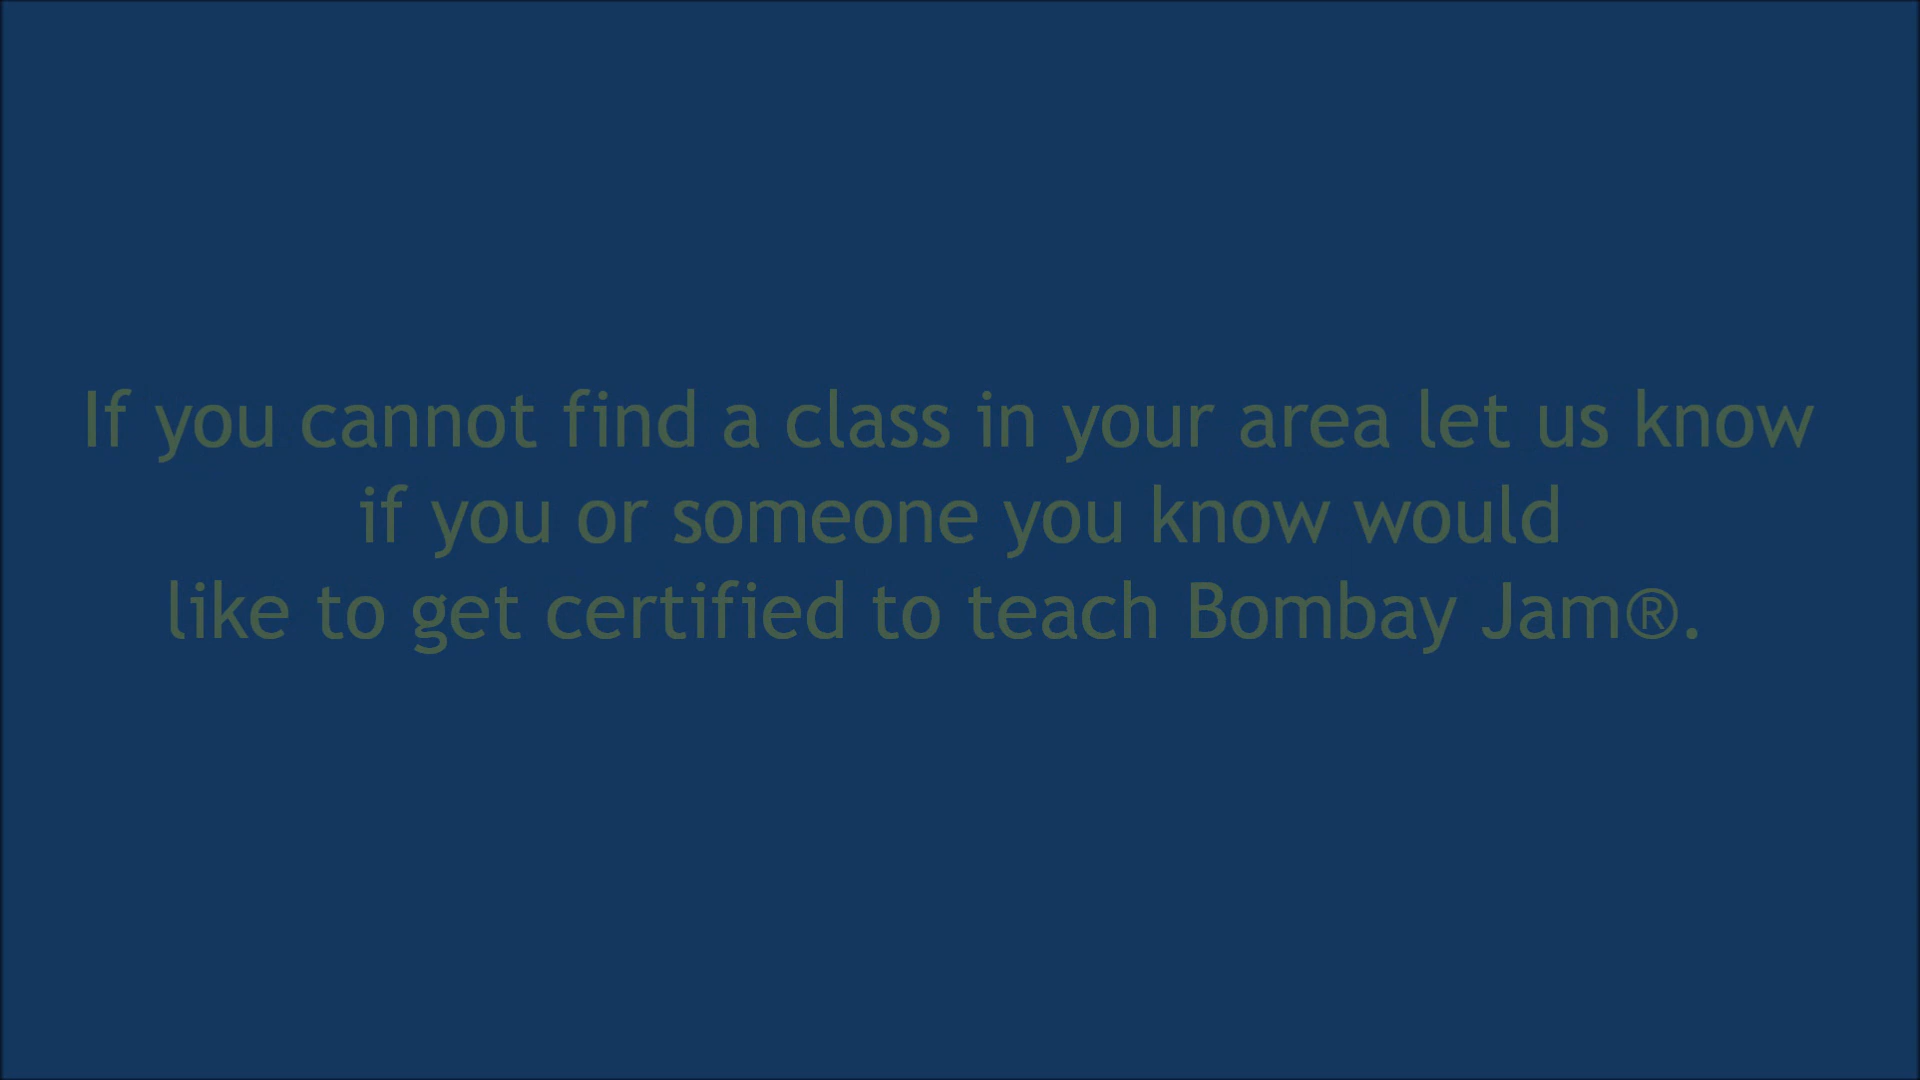 If you cannot find a class in your area let us know
if you or someone you know would
like to get certified to teach Bombay Jam®.